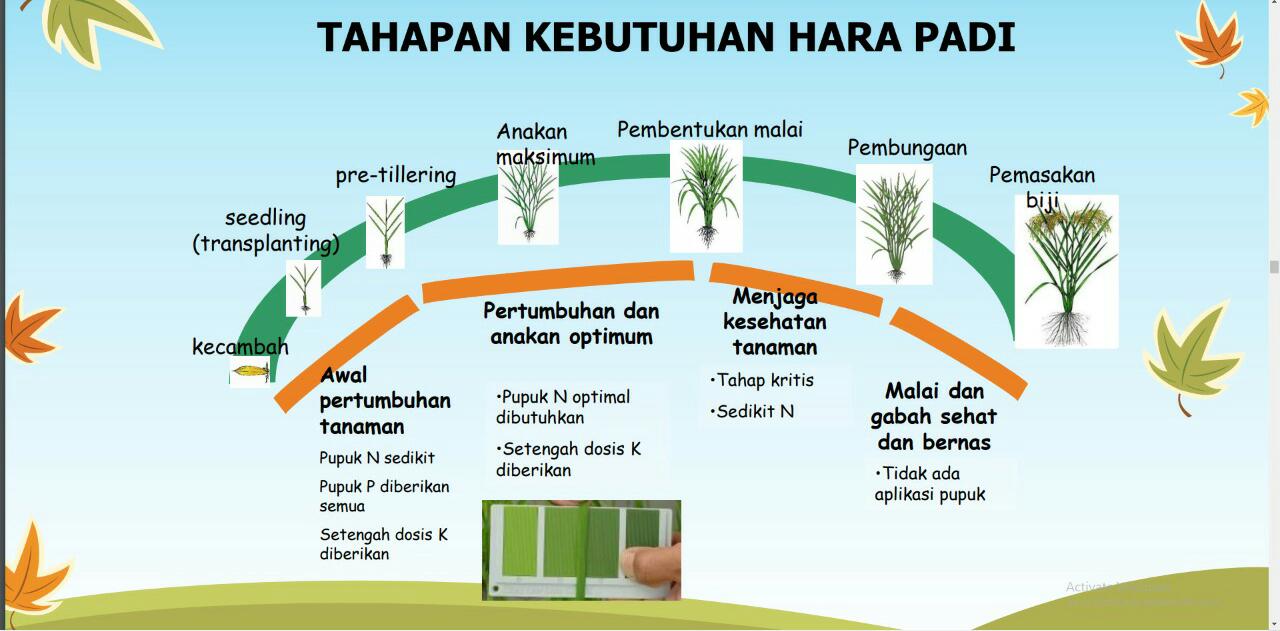 TAHAPAN KEBUTUHAN HARA PADI
kecambah
seedling
(transplanting)
pre-tillering
Anakan
maksimum
Pembentukan malai
Pembungaan
Pemasakan
biji
Awal
pertumbuhan
tanaman
Pupuk N sedikit
Pupuk P diberikan
semua
Setengah dosis K
diberikan
Pertumbuhan dan
anakan optimum
•Pupuk N optimal
dibutuhkan
•Setengah dosis K
diberikan
Menjaga
kesehatan
tanaman
•Tahap kritis
•Sedikit N
Malai dan
gabah sehat
dan bernas
•Tidak ada
aplikasi pupuk